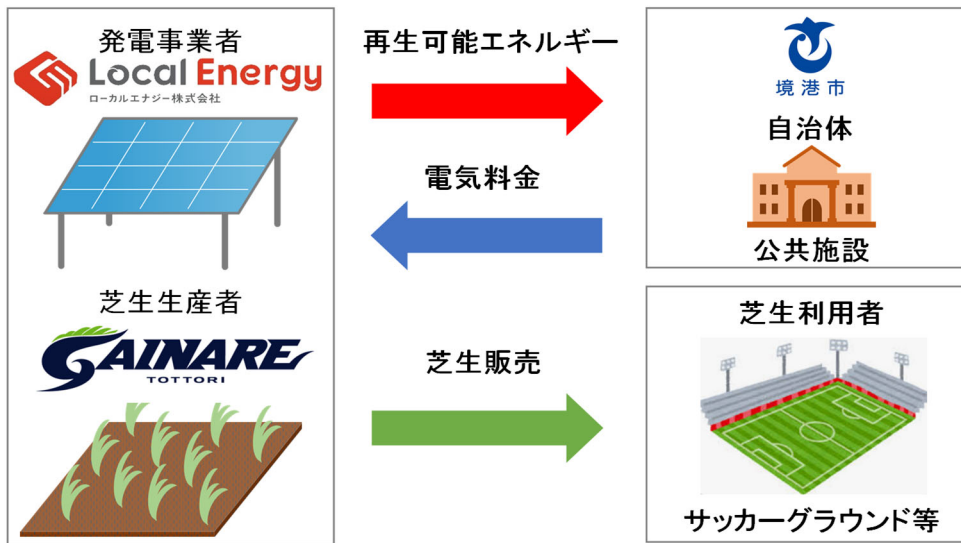 発電事業者
Local Energy
ローカルエナジー株式会社
芝生生産者
GAINARE
TOTTORI
再生可能エネルギー
電気料金
芝生販売
境港市
自治体
公共施設
芝生利用者
サッカーグラウンド等